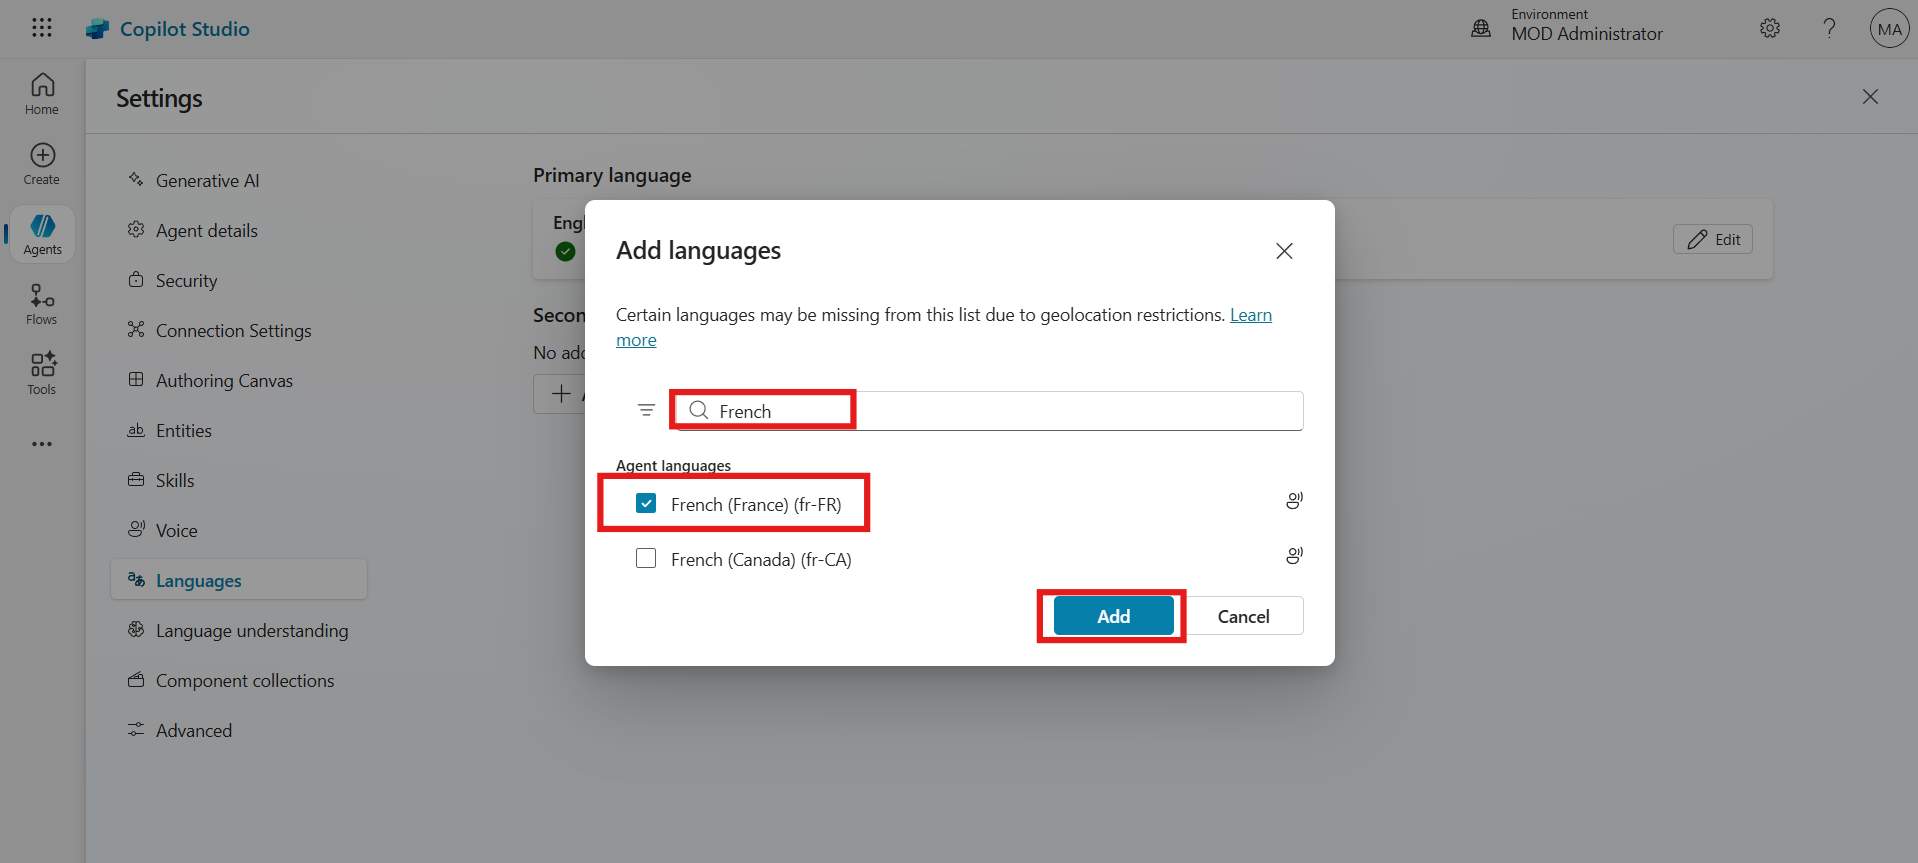 Copilot Studio
Environment
MOD Administrator
MA
Home
Create
Agents
Flows
Tools
Settings
Generative AI
Agent details
Security
Connection Settings
Authoring Canvas
Entities
Skills
Voice
Languages
Language understanding
Component collections
Advanced
Primary language
Engl
Edit
Secon
No add
Add languages
Certain languages may be missing from this list due to geolocation restrictions. Learn
more
French
Agent languages
French (France) (fr-FR)
French (Canada) (fr-CA)
Add
Cancel